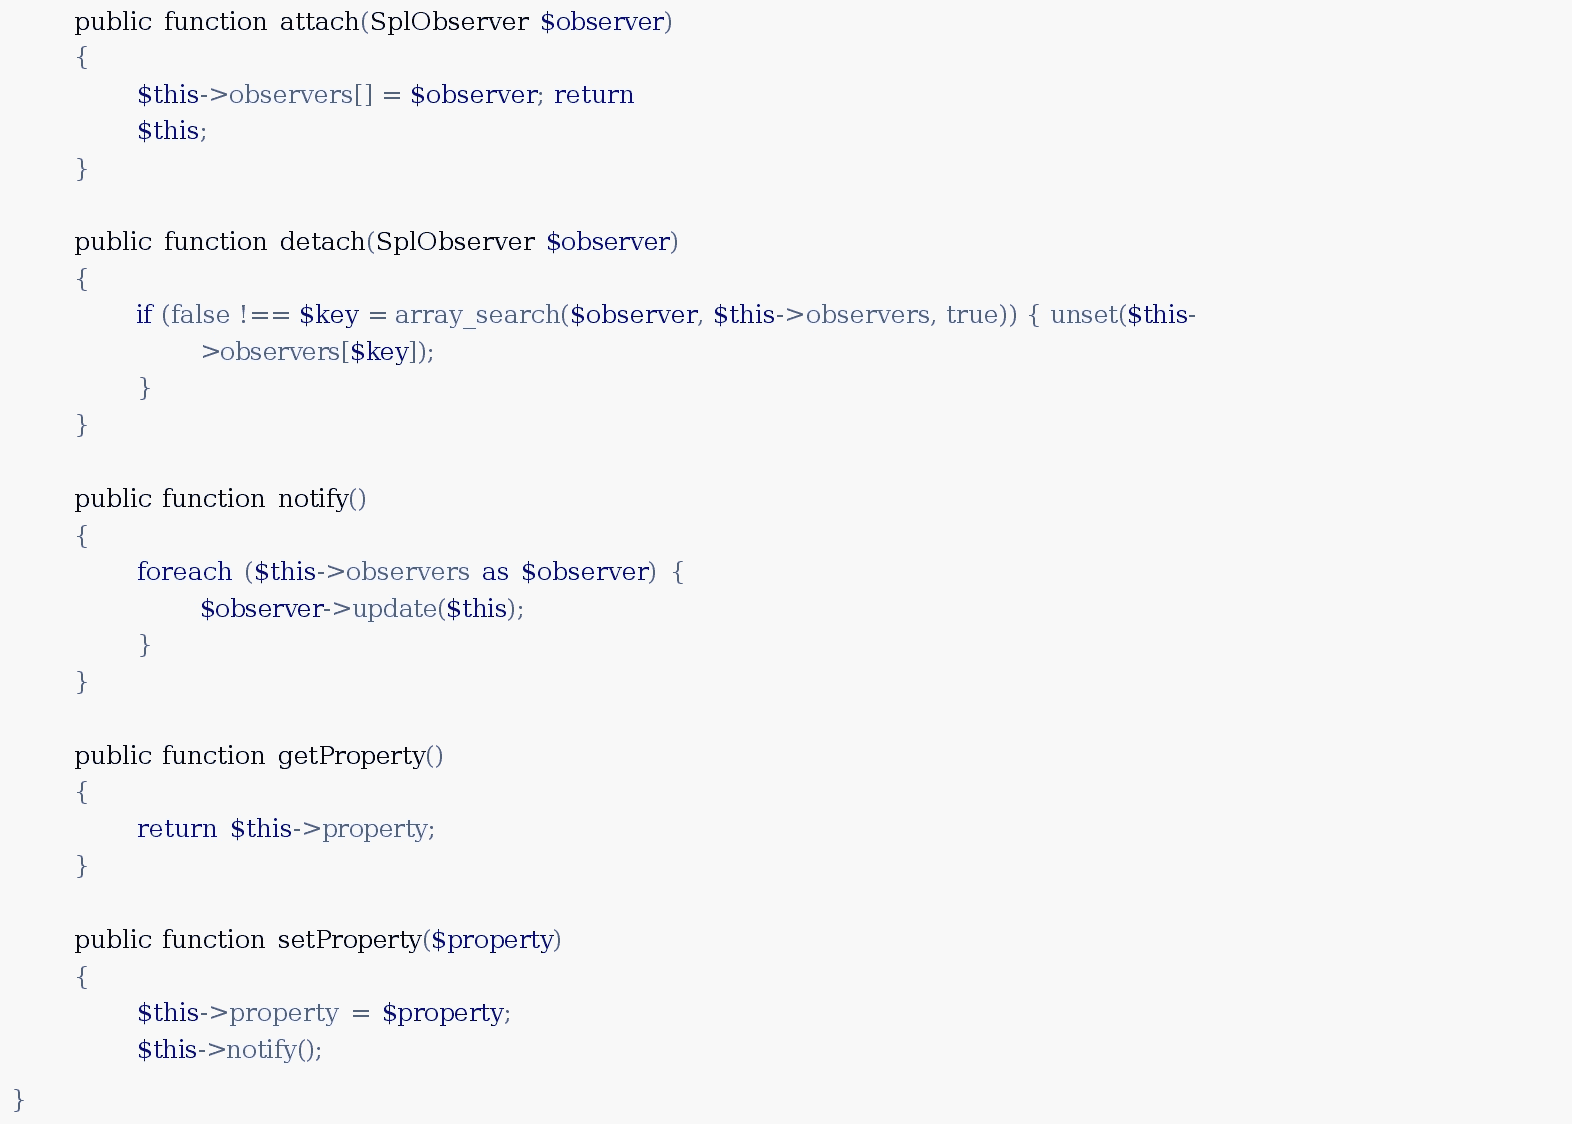 public function attach(SplObserver $observer)
{
$this->observers[] = $observer; return
$this;
}
public function detach(SplObserver $observer)
{
if (false !== $key = array_search($observer, $this->observers, true)) { unset($this-
>observers[$key]);
}
}
public function notify()
{
foreach ($this->observers as $observer) {
$observer->update($this);
}
}
public function getProperty()
{
return $this->property;
}
public function setProperty($property)
{
$this->property = $property;
$this->notify();
}